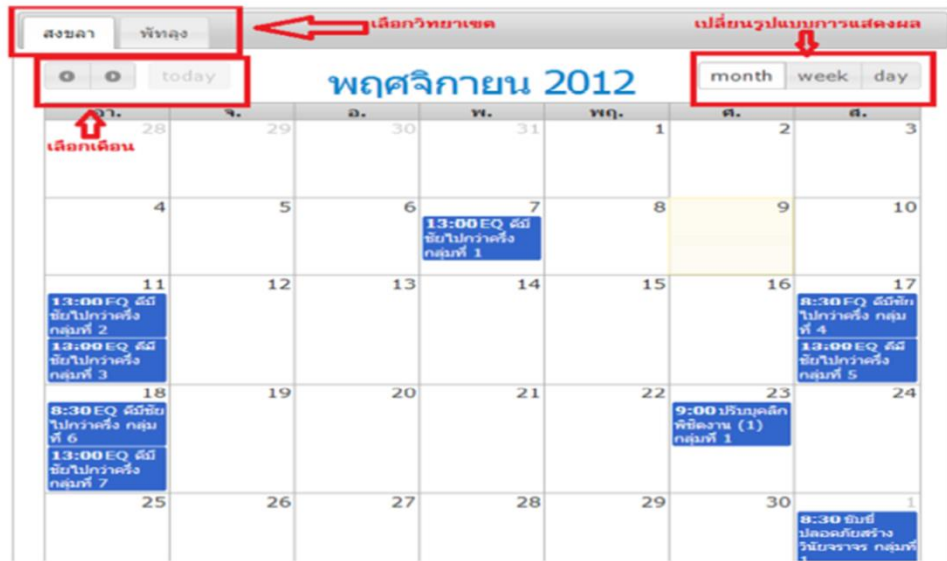 สงขลา พัทลุง เลือกวิทยาเขต เปลี่ยนรูปแบบการแสดงผล
today พฤศจิกายน 2012 month week day
อา. จ. อ. พ. พฤ. ศ. ส.
28 29 30 31 1 2 3
เลือกเดือน
4 5 6 7 8 9 10
13:00 EQ ดีมี
ชัยไปกว่าครึ่ง
กลุ่มที่ 1
11 12 13 14 15 16 17
13:00 EQ ดีมี
ชัยไปกว่าครึ่ง
กลุ่มที่ 2
13:00 EQ ดีมี
ชัยไปกว่าครึ่ง
กลุ่มที่ 3
8:30 EQ ดีมีชัย
ไปกว่าครึ่ง กลุ่ม
ที่ 4
13:00 EQ ดีมี
ชัยไปกว่าครึ่ง
กลุ่มที่ 5
18 19 20 21 22 23 24
8:30 EQ ดีมีชัย
ไปกว่าครึ่ง กลุ่ม
ที่ 6
13:00 EQ ดีมี
ชัยไปกว่าครึ่ง
กลุ่มที่ 7
9:00 ปรับบุคลิก
พิชิตงาน (1)
กลุ่มที่ 1
25 26 27 28 29 30 1
8:30 ขับขี่
ปลอดภัยสร้าง
วินัยจราจร กลุ่มที่
1